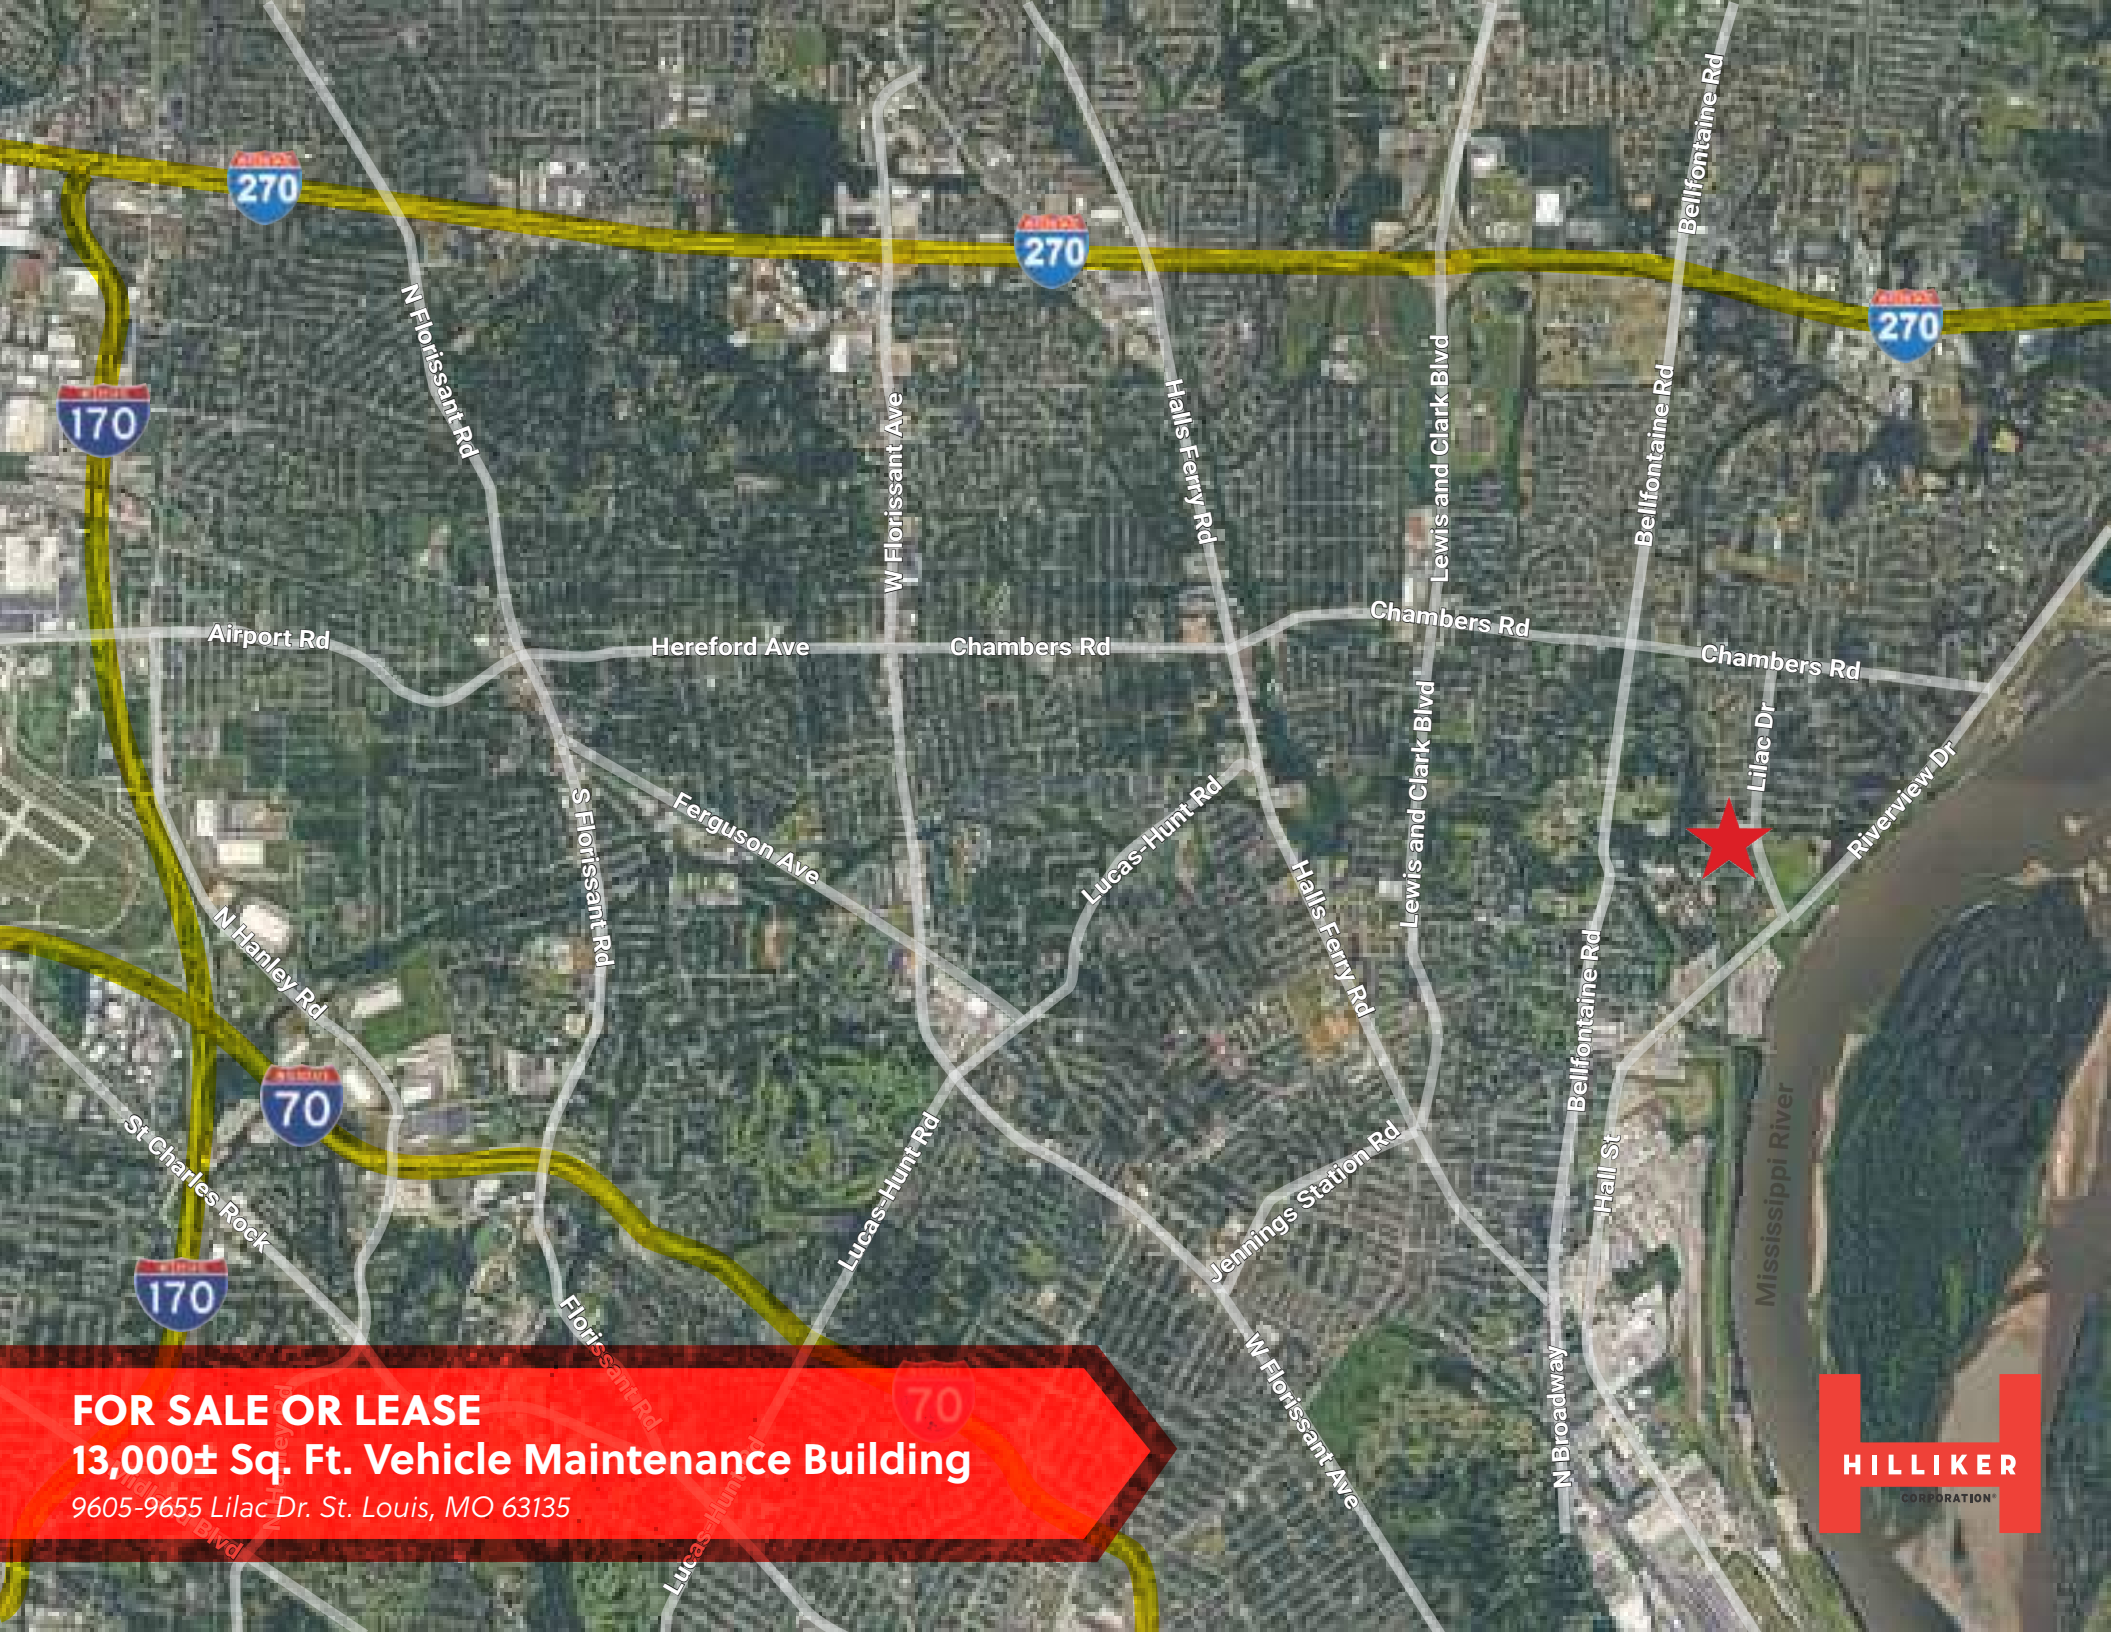 Bellfontaine Rd
270
270
270
N Florissant Rd
170
W Florissant Ave
Halls Ferry Rd
Lewis and Clark Blvd
Bellfontaine Rd
Airport Rd
Hereford Ave
Chambers Rd
Chambers Rd
Chambers Rd
Lilac Dr
Riverview Dr
Lewis and Clark Blvd
Lucas-Hunt Rd
Ferguson Ave
S Florissant Rd
Halls Ferry Rd
N Hanley Rd
Bellfontaine Rd
70
St Charles Rock
Lucas-Hunt Rd
Jennings Station Rd
Hall St
Mississippi River
170
Florissant Rd
W Florissant Ave
N Broadway
70
FOR SALE OR LEASE
13,000± Sq. Ft. Vehicle Maintenance Building
9605-9655 Lilac Dr. St. Louis, MO 63135
Lucas-Hunt Rd
HILLIKER
CORPORATION®